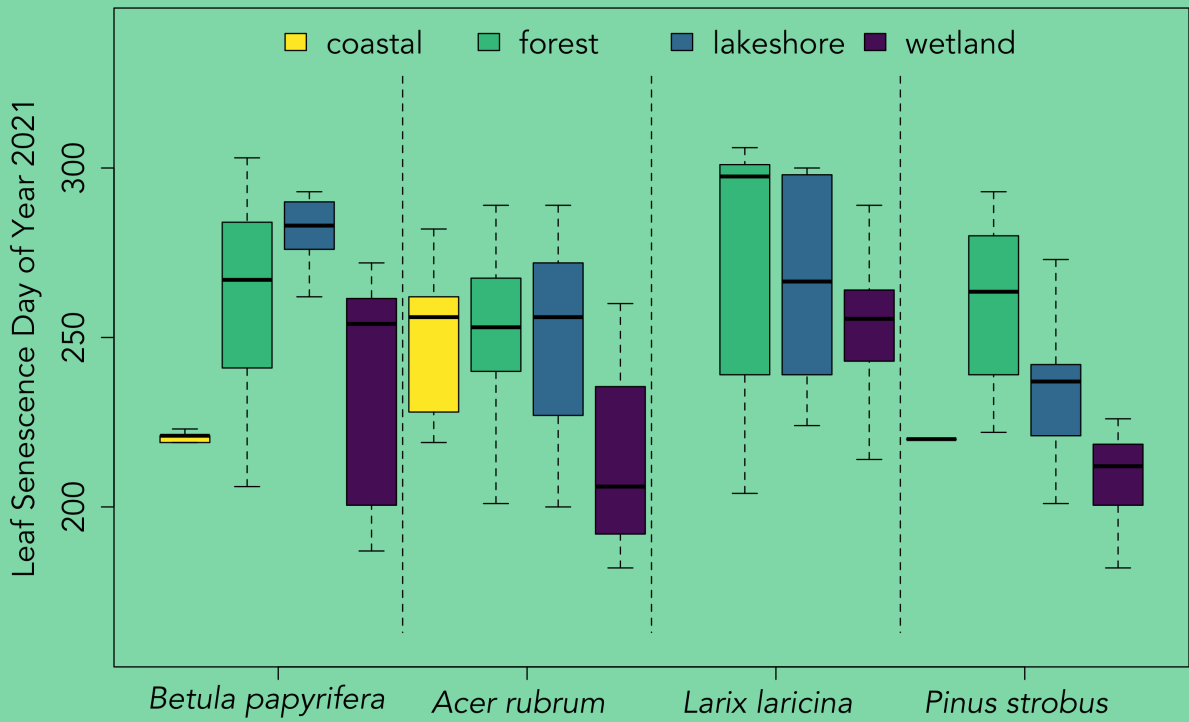 coastal forest lakeshore wetland
Leaf Senescence Day of Year 2021
300
250
200
Betula papyrifera Acer rubrum Larix laricina Pinus strobus